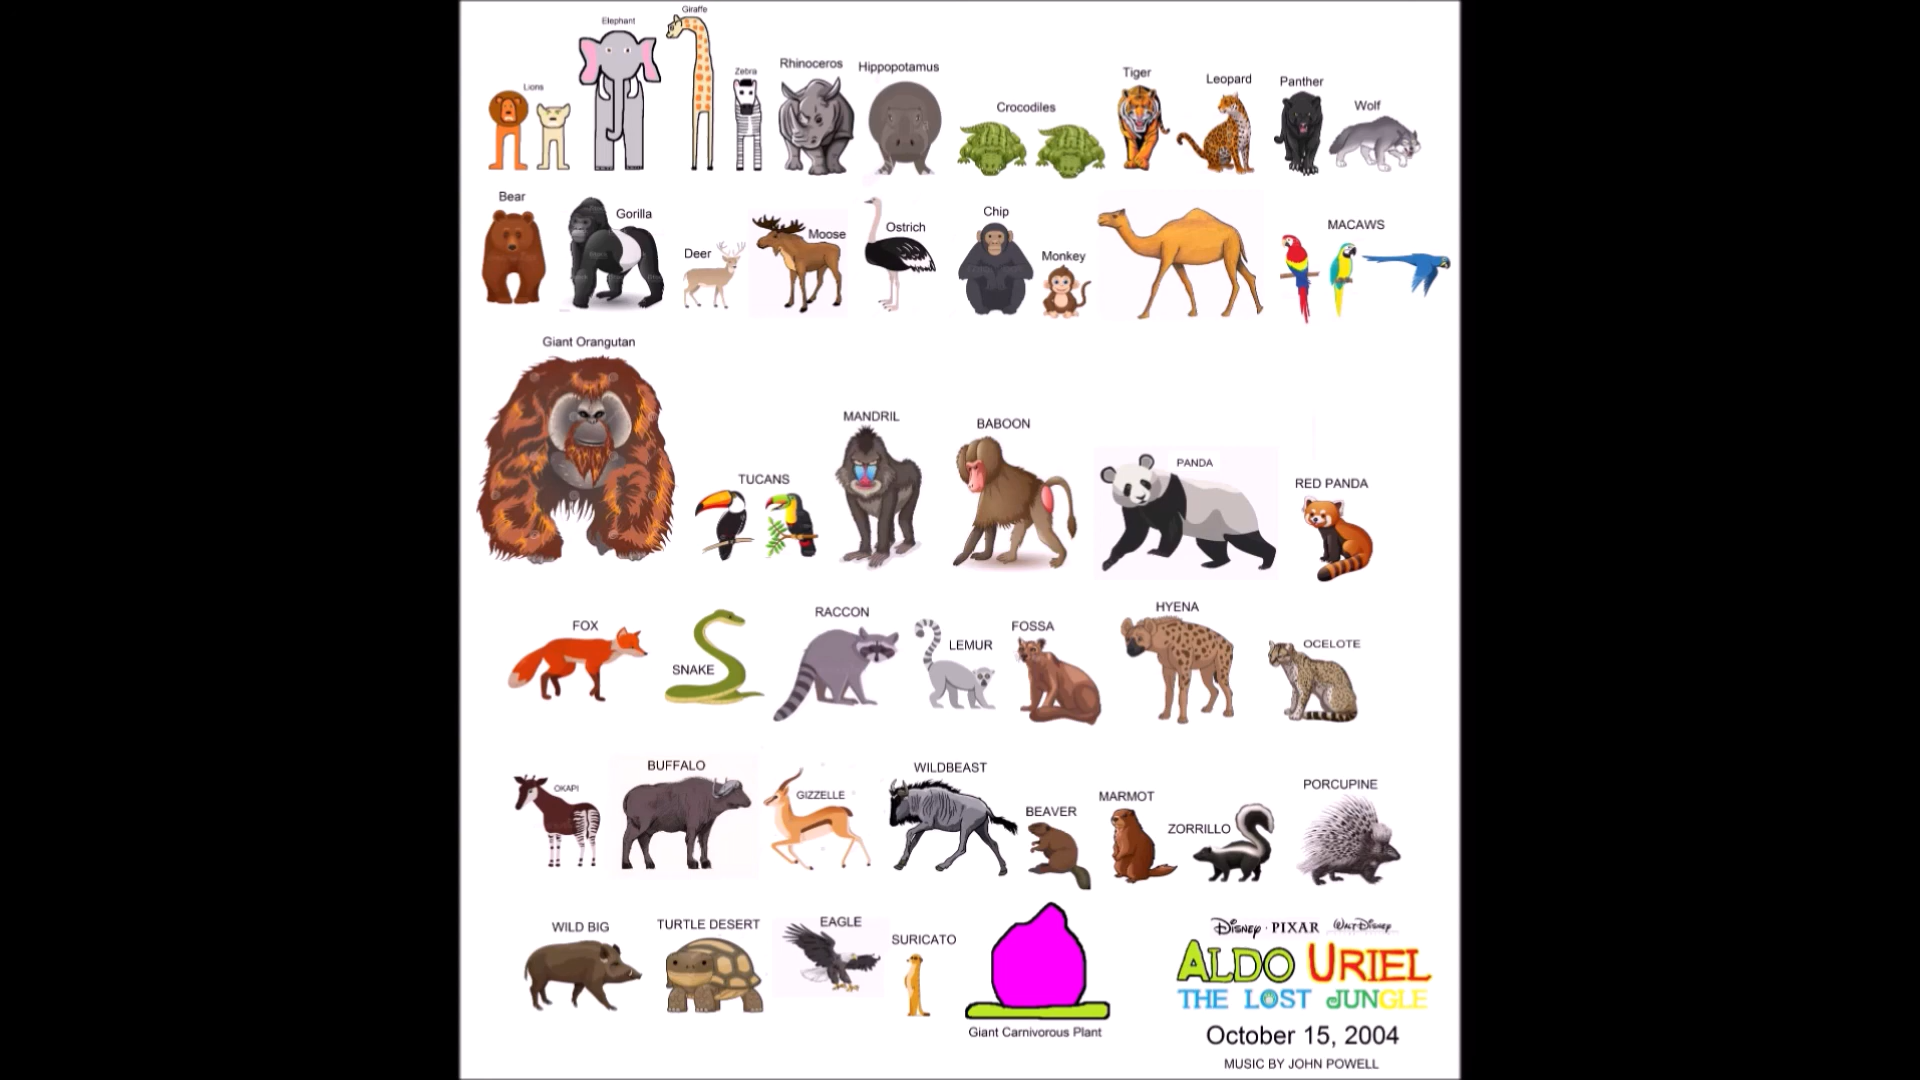 Giraffe
Elephant
Lions
Zebra
Rhinoceros
Hippopotamus
Crocodiles
Tiger
Leopard
Panther
Wolf
Bear
Gorilla
Deer
Moose
Ostrich
Chip
Monkey
MACAWS
Giant Orangutan
TUCANS
MANDRIL
BABOON
PANDA
RED PANDA
FOX
SNAKE
RACCON
LEMUR
FOSSA
HYENA
OCELOTE
OKAPI
BUFFALO
GIZZELLE
WILDBEAST
BEAVER
MARMOT
ZORRILLO
PORCUPINE
WILD BIG
TURTLE DESERT
EAGLE
SURICATO
Giant Carnivorous Plant
DISNEY · PIXAR WALT DISNEY
ALDO URIEL
THE LOST JUNGLE
October 15, 2004
MUSIC BY JOHN POWELL